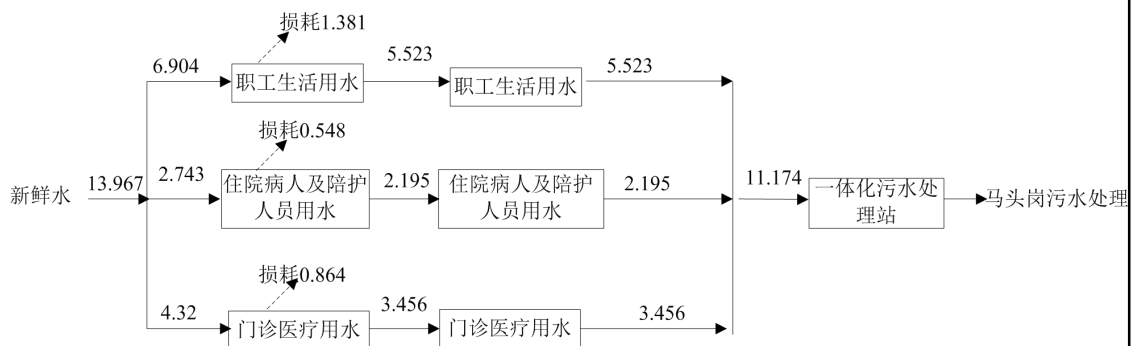 损耗1.381
6.904
职工生活用水
5.523
职工生活用水
5.523
损耗0.548
新鲜水
13.967
2.743
住院病人及陪护
人员用水
2.195
住院病人及陪护
人员用水
2.195
11.174
一体化污水处
理站
马头岗污水处理
损耗0.864
4.32
门诊医疗用水
3.456
门诊医疗用水
3.456